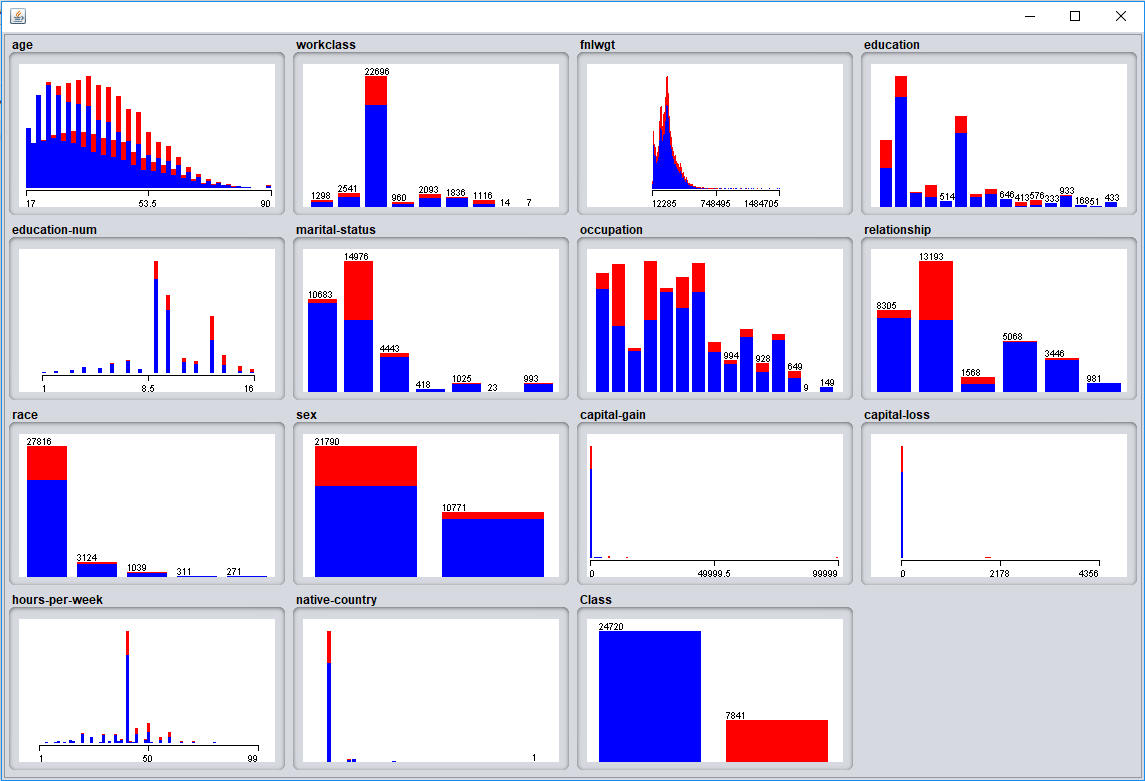 age workclass fnlwgt education
22696
1298 2541 960 2093 1836 1116 14 7
514 646 413 576 333 933 168 51 433
17 53.5 90
12285 748495 1484705
education-num marital-status occupation relationship
14976
10683
4443
418 1025 23 993
994 928 649 9 149
13193
8305
5068
1568 3446 981
1 8.5 16
race sex capital-gain capital-loss
27816
3124 1039 311 271
21790
10771
0 49999.5 99999
0 2178 4356
hours-per-week native-country Class
24720
7841
1
1 50 99